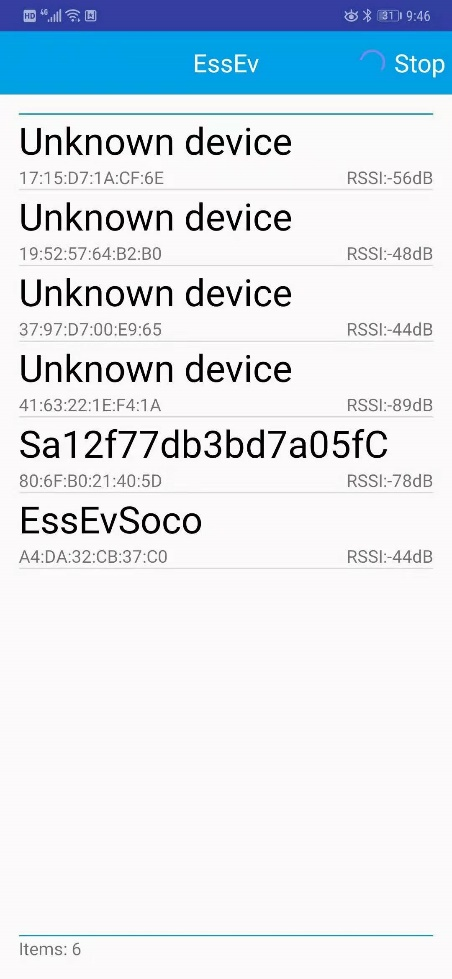 HD 4G 31 9:46
EssEv Stop
Unknown device
17:15:D7:1A:CF:6E RSSI:-56dB
Unknown device
19:52:57:64:B2:B0 RSSI:-48dB
Unknown device
37:97:D7:00:E9:65 RSSI:-44dB
Unknown device
41:63:22:1E:F4:1A RSSI:-89dB
Sa12f77db3bd7a05fC
80:6F:B0:21:40:5D RSSI:-78dB
EssEvSoco
A4:DA:32:CB:37:C0 RSSI:-44dB
Items: 6